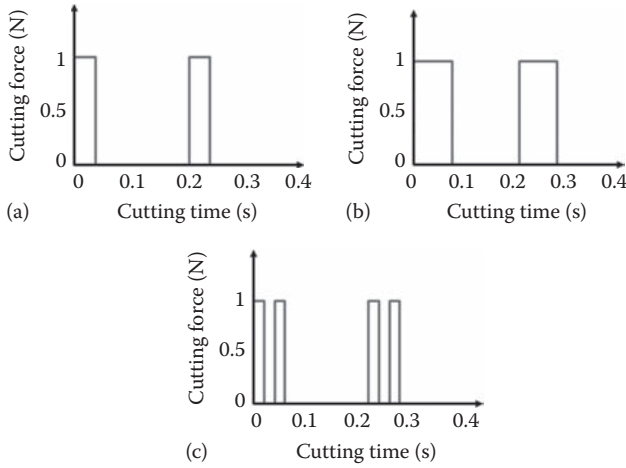 Cutting force (N)
1
0.5
0
0 0.1 0.2 0.3 0.4
(a) Cutting time (s)
Cutting force (N)
1
0.5
0
0 0.1 0.2 0.3 0.4
(b) Cutting time (s)
Cutting force (N)
1
0.5
0
0 0.1 0.2 0.3 0.4
(c) Cutting time (s)